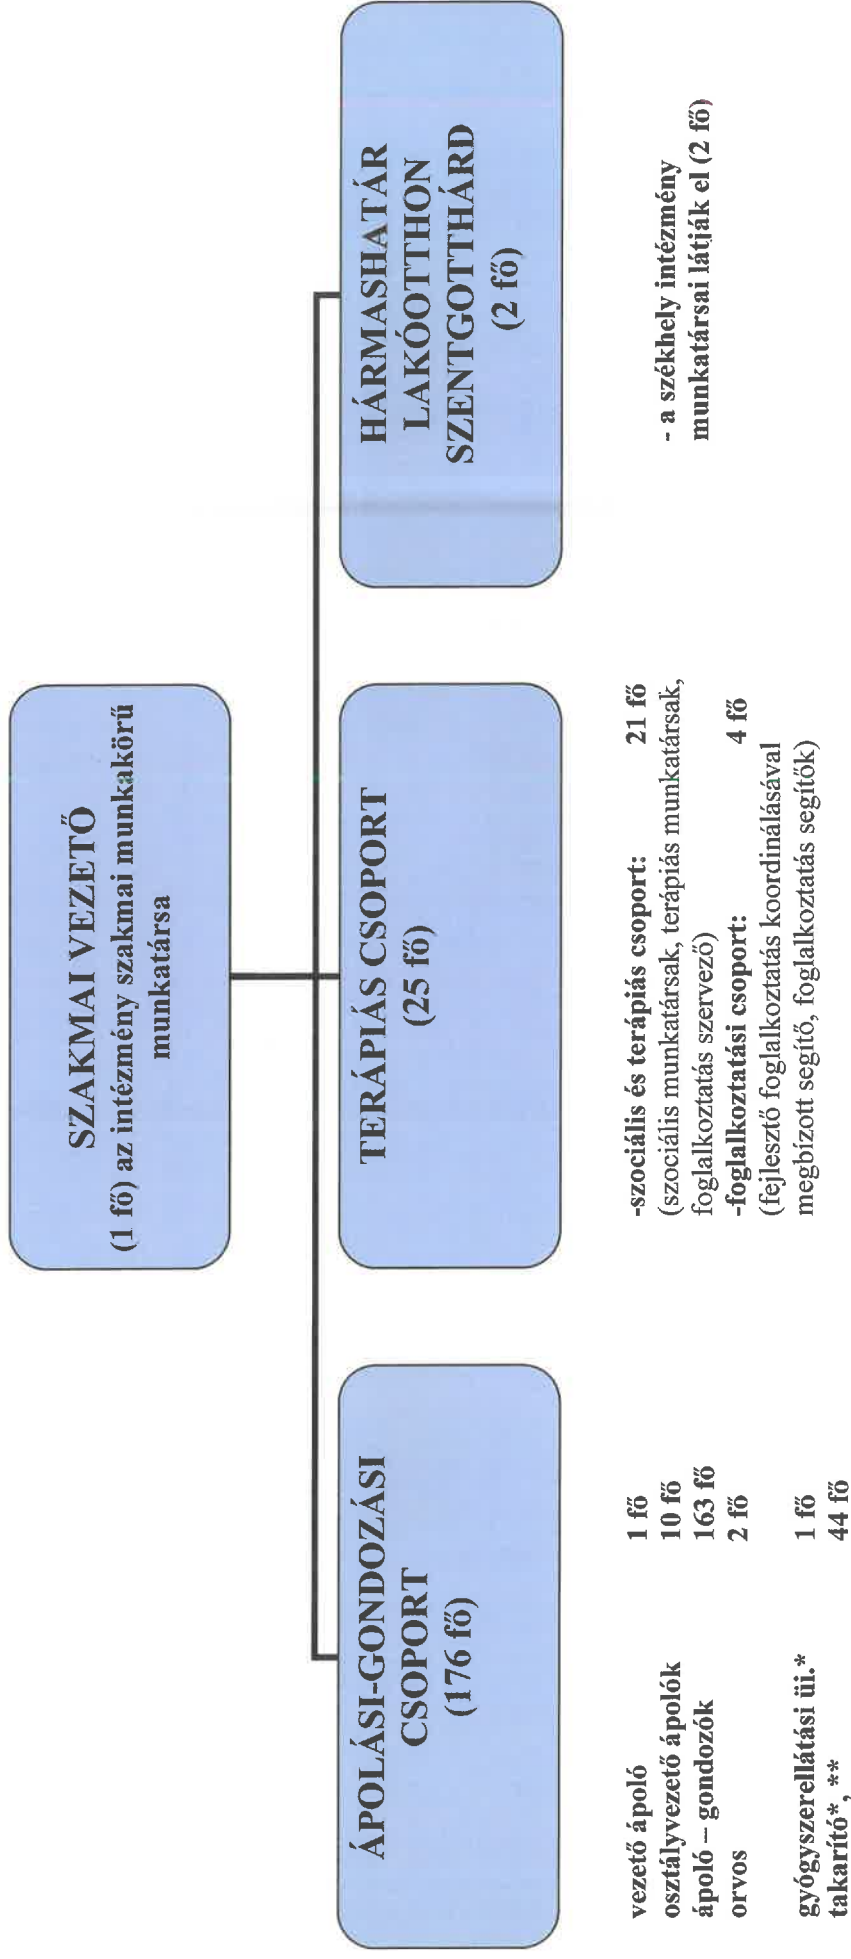 SZAKMAI VEZETŐ
(1 fő) az intézmény szakmai munkakörű
munkatársa
ÁPOLÁSI-GONDOZÁSI
CSOPORT
(176 fő)
TERÁPIÁS CSOPORT
(25 fő)
HÁRMASHATÁR
LAKÓOTTHON
SZENTGOTTHÁRD
(2 fő)
vezető ápoló 1 fő
osztályvezető ápolók 10 fő
ápoló – gondozók 163 fő
orvos 2 fő
gyógyszerellátási üi.* 1 fő
takarító*, ** 44 fő
-szociális és terápiás csoport: 21 fő
(szociális munkatársak, terápiás munkatársak,
foglalkoztatás szervező)
-foglalkoztatási csoport: 4 fő
(fejlesztő foglalkoztatás koordinálásával
megbízott segítő, foglalkoztatás segítők)
- a székhely intézmény
munkatársai látják el (2 fő)